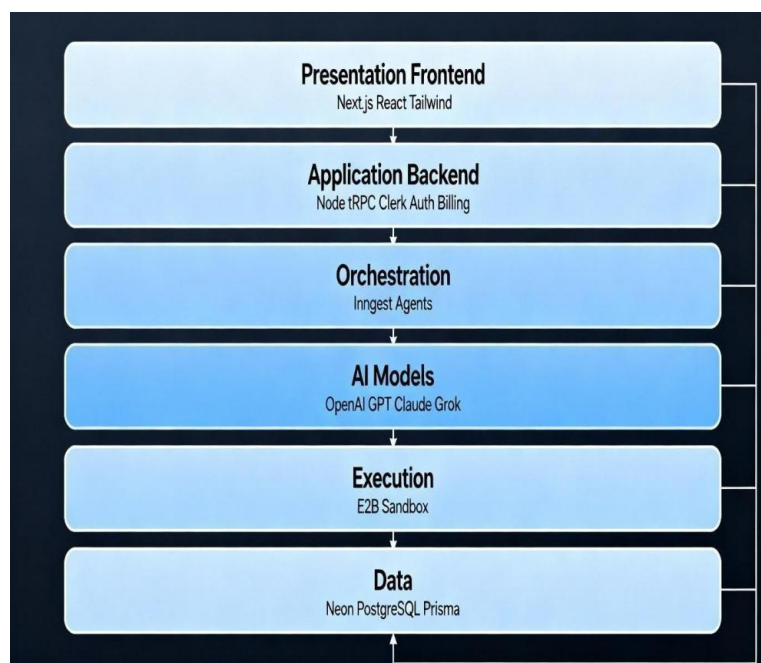 Presentation Frontend
Next.js React Tailwind
Application Backend
Node tRPC Clerk Auth Billing
Orchestration
Inngest Agents
AI Models
OpenAI GPT Claude Grok
Execution
E2B Sandbox
Data
Neon PostgreSQL Prisma